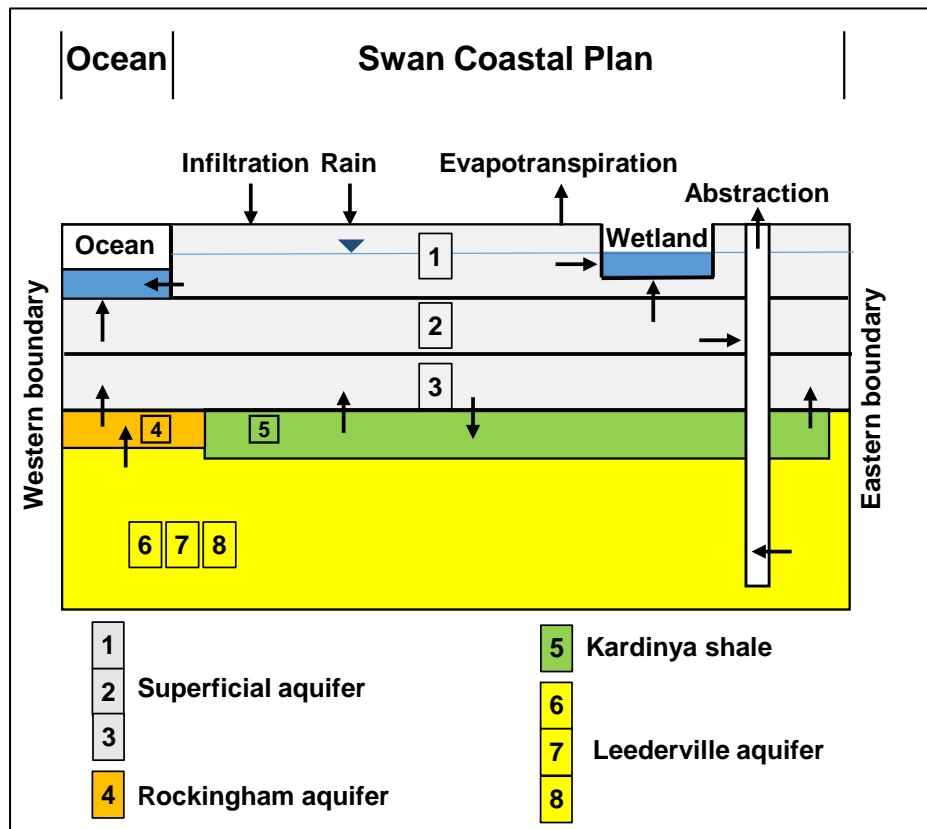 Ocean
Swan Coastal Plan
Infiltration
Rain
Evapotranspiration
Abstraction
Ocean
Wetland
1
2
3
4
5
6
7
8
Western boundary
Eastern boundary
1
2
3
Superficial aquifer
4
Rockingham aquifer
5
Kardinya shale
6
7
8
Leederville aquifer